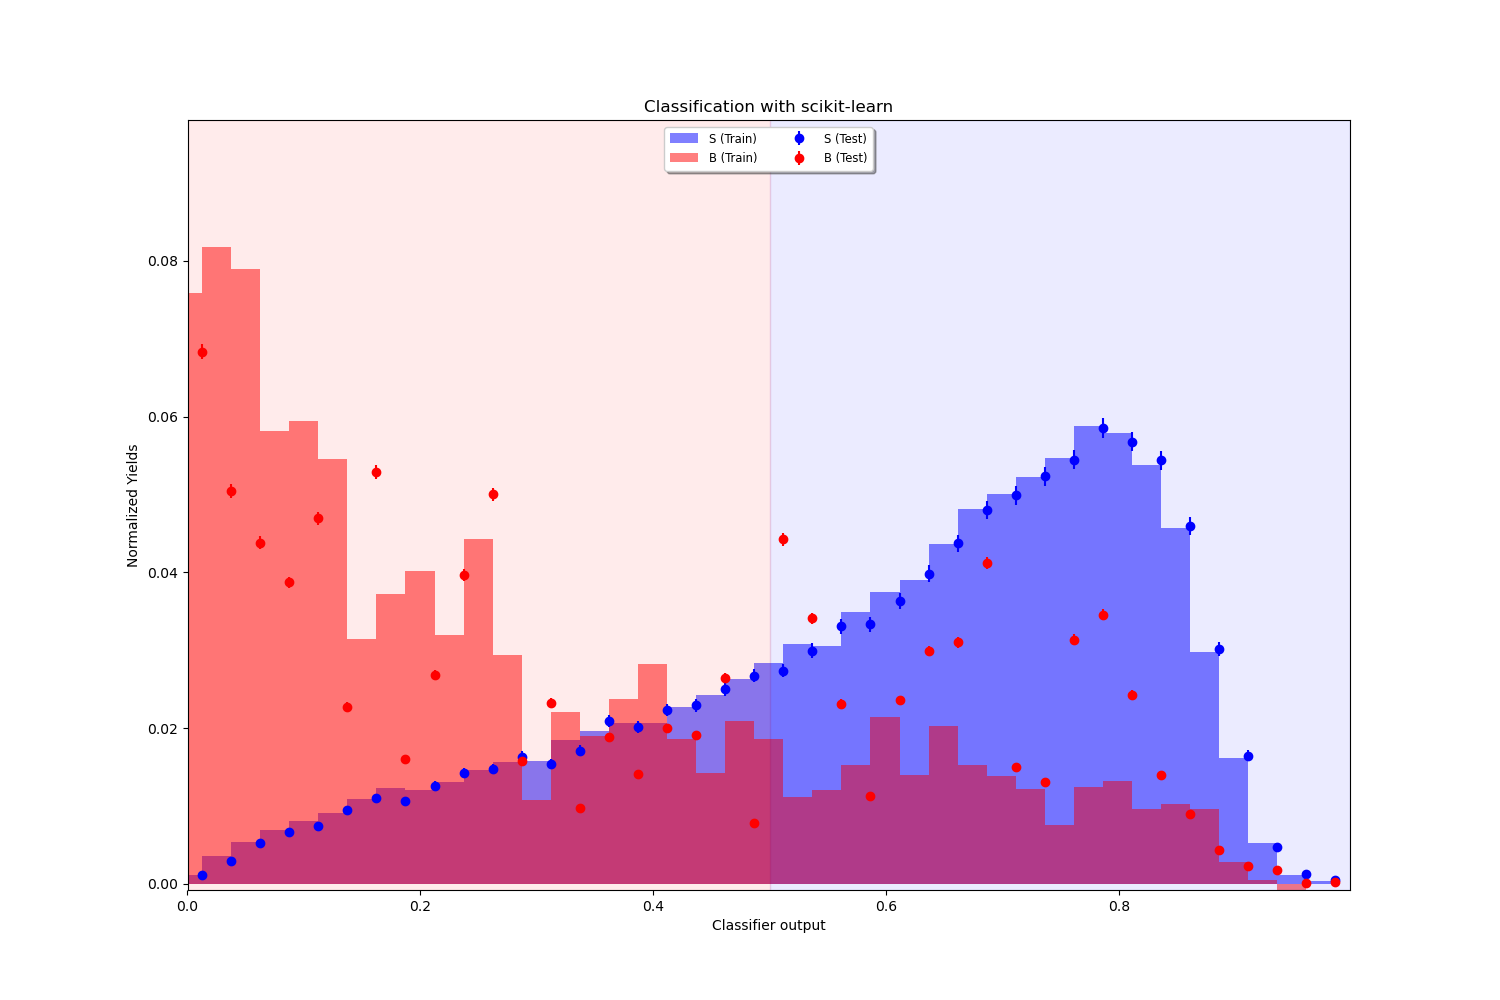 Classification with scikit-learn
S (Train)
B (Train)
S (Test)
B (Test)
0.08
0.06
0.04
0.02
0.00
Normalized Yields
0.0 0.2 0.4 0.6 0.8
Classifier output